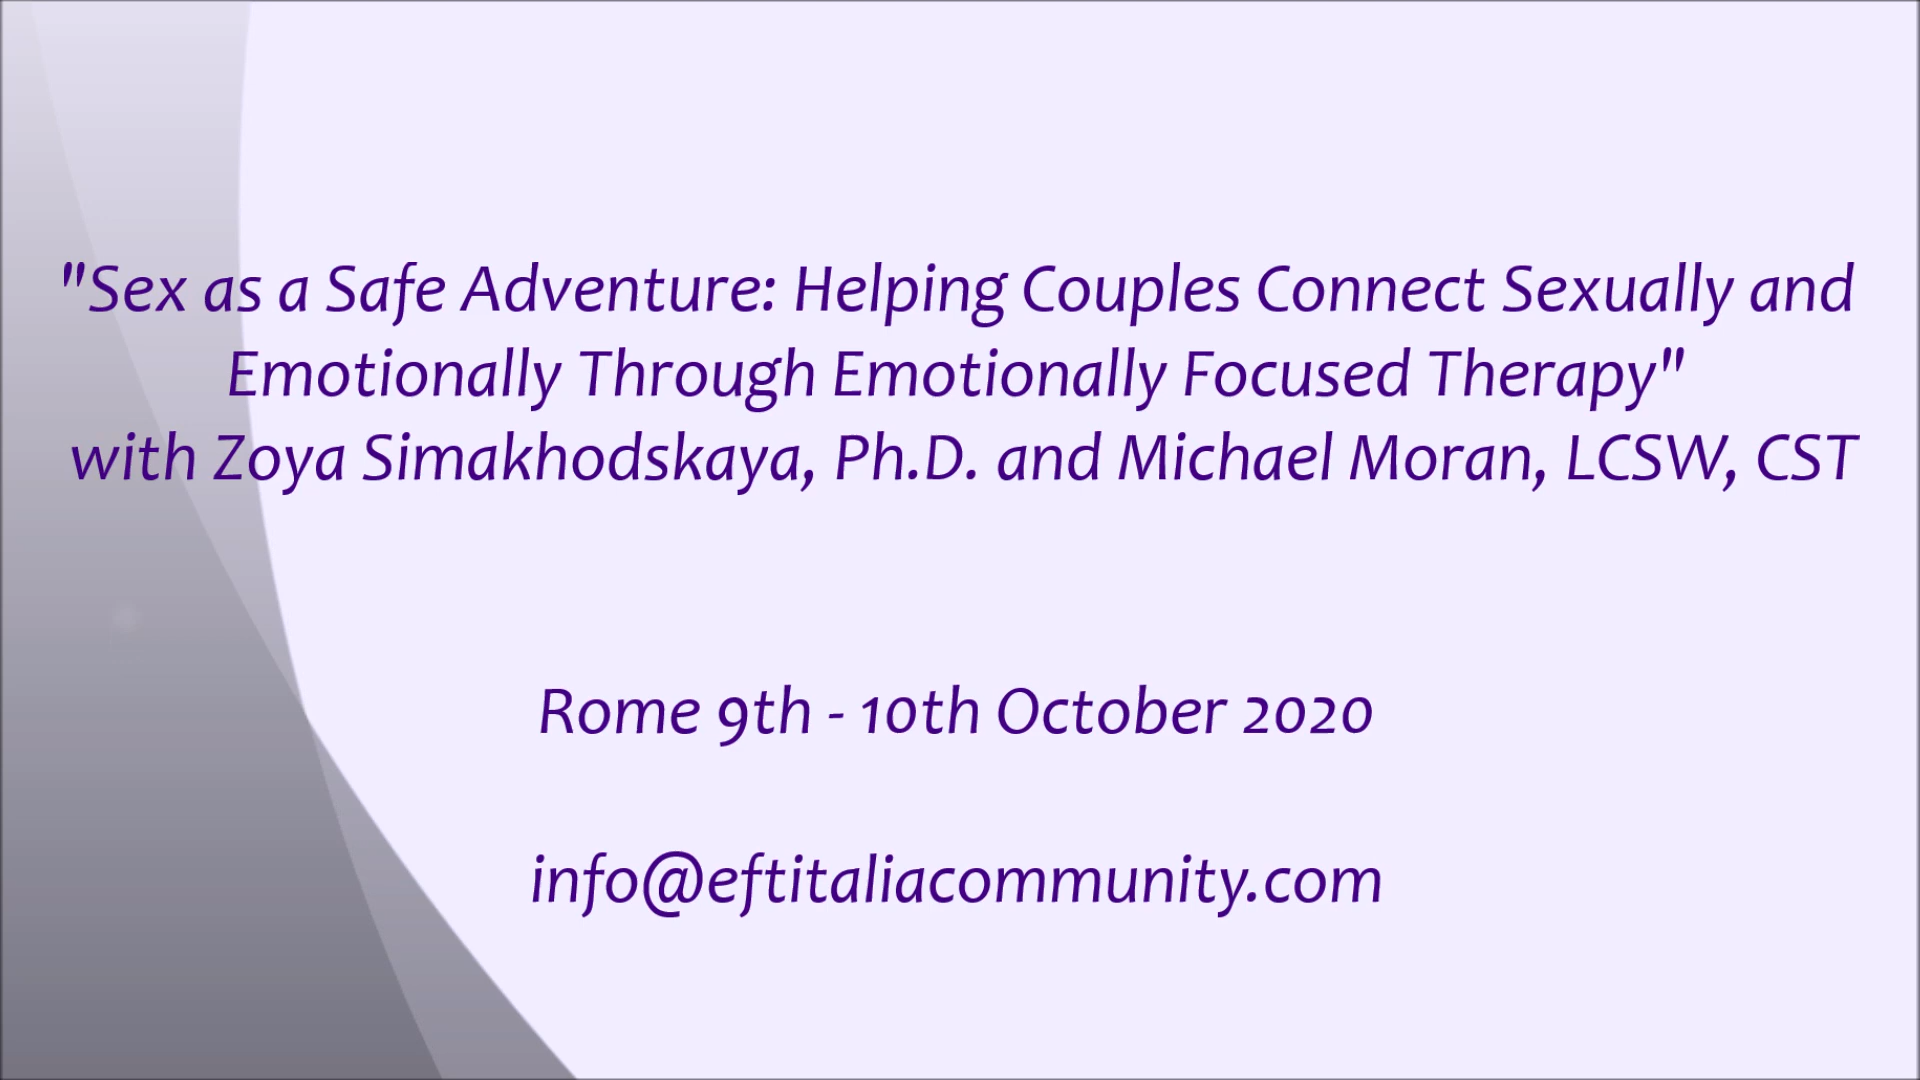 "Sex as a Safe Adventure: Helping Couples Connect Sexually and
Emotionally Through Emotionally Focused Therapy"
with Zoya Simakhodskaya, Ph.D. and Michael Moran, LCSW, CST
Rome 9th - 10th October 2020
info@eftitaliacommunity.com